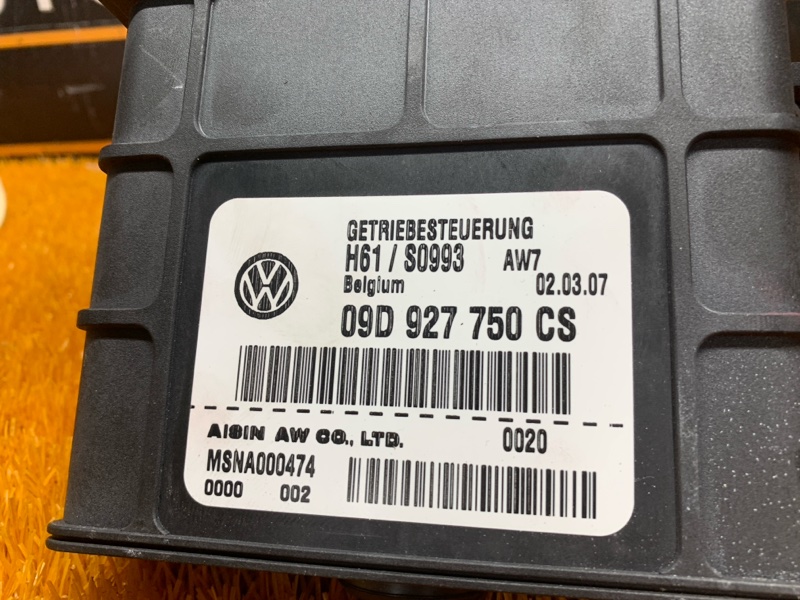 GETRIEBESTEUERUNG
H61 / S0993 AW7
Belgium 02.03.07
09D 927 750 CS
AISIN AW CO., LTD. 0020
MSNA000474
0000 002